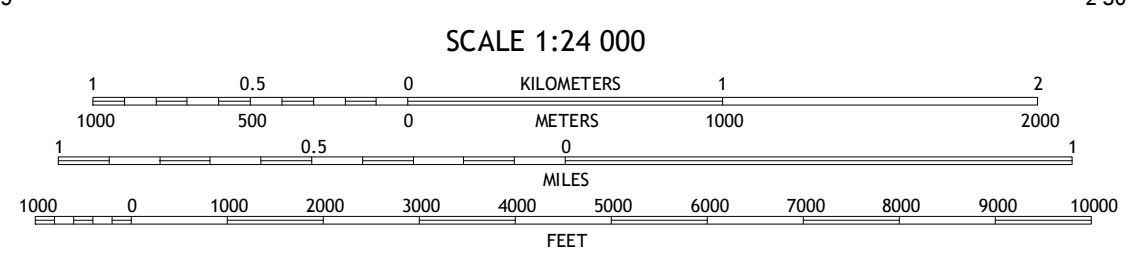 SCALE 1:24 000
1 0.5 0 KILOMETERS 1 2
1000 500 0 METERS 1000 2000
1 0.5 0 1
MILES
1000 0 1000 2000 3000 4000 5000 6000 7000 8000 9000 10000
FEET